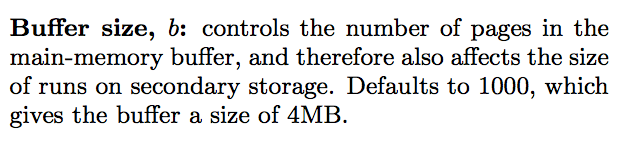 Buffer size, b: controls the number of pages in the
main-memory buffer, and therefore also affects the size
of runs on secondary storage. Defaults to 1000, which
gives the buffer a size of 4MB.